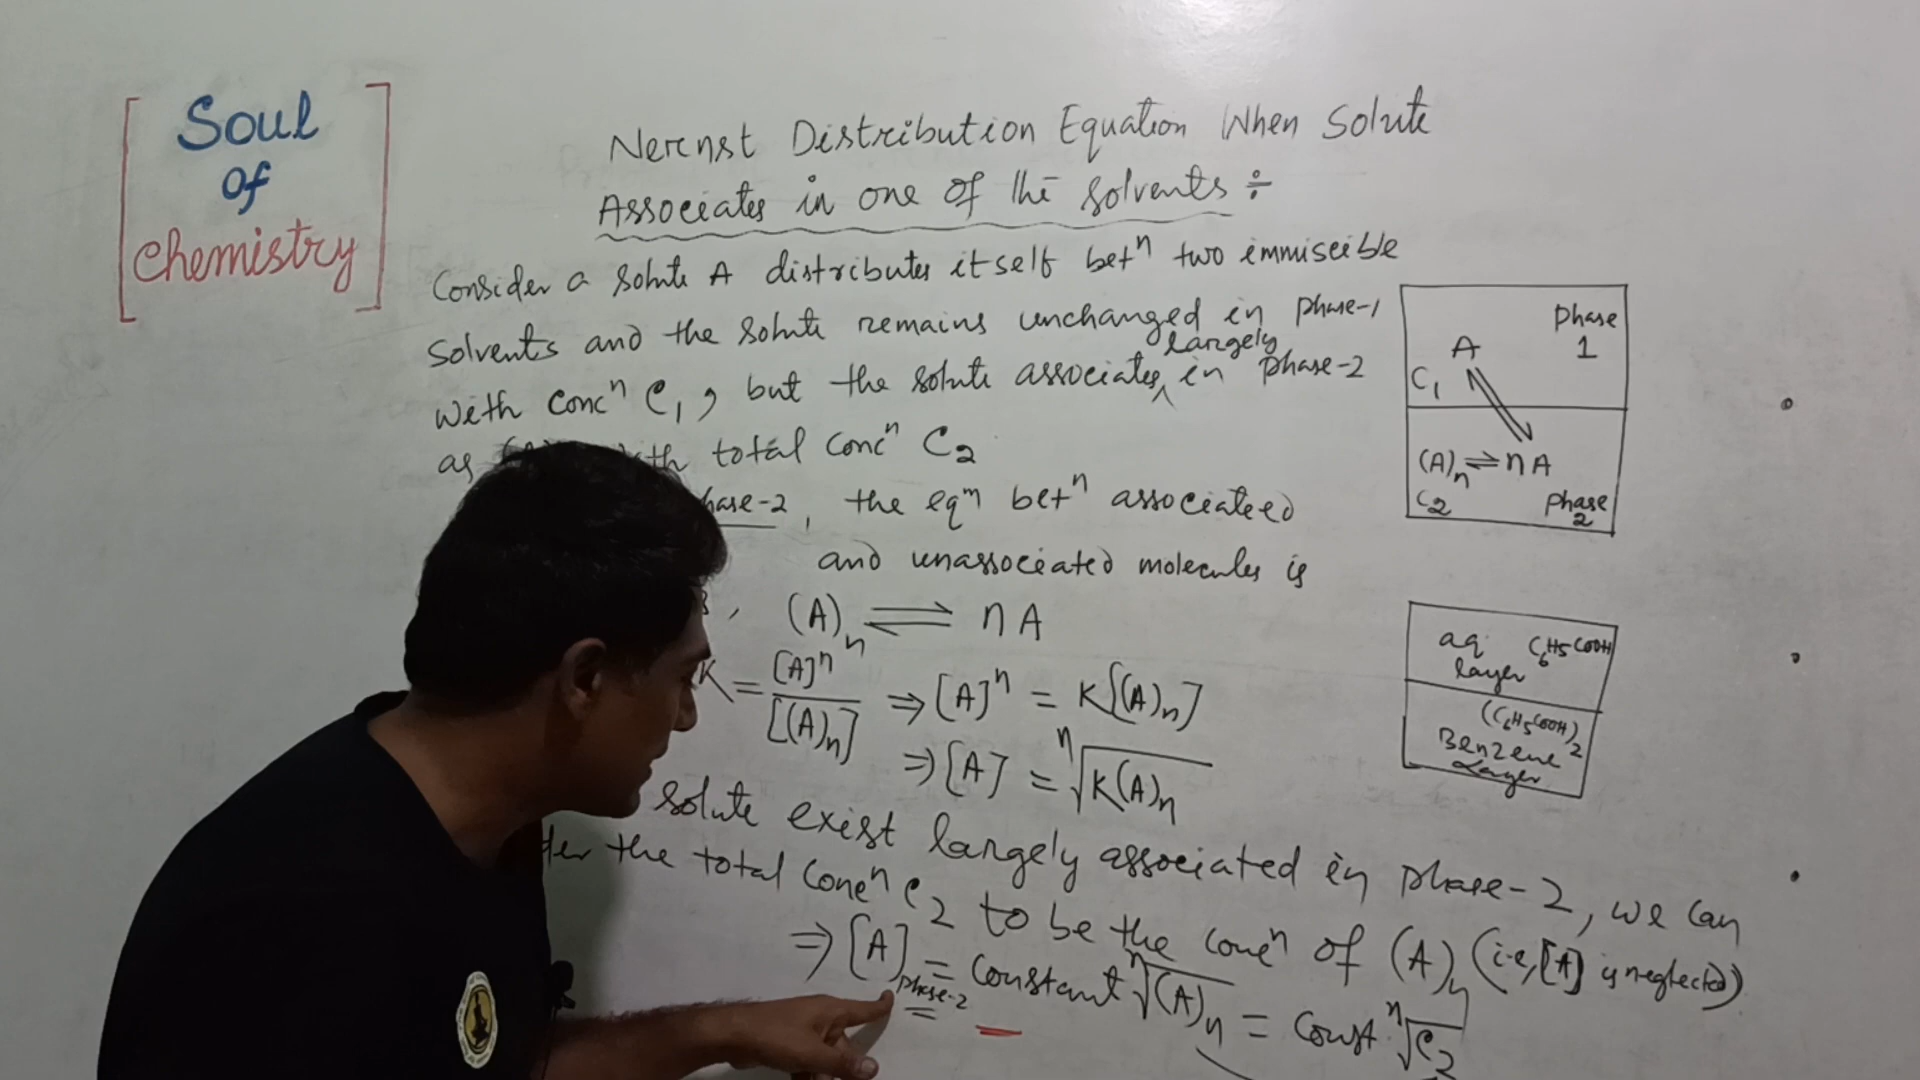 Soul
of
chemistry
Nernst Distribution Equation When Solute
Associates in one of the solvents ÷
Consider a solute A distributes itself betⁿ two immiscible
solvents and the solute remains unchanged in phase-1
largely
with concⁿ C₁, but the solute associates ‸ in phase-2
as total concⁿ C₂
phase-2, the eqm betⁿ associated
and unassociated molecules is
(A)ₙ ⇌ nA
K = [A]ⁿ/[(A)ₙ] ⇒ [A]ⁿ = K[(A)ₙ]
⇒ [A] = ⁿ√K(A)ₙ
solute exist largely associated in phase-2, we can
the total concⁿ C₂ to be the concⁿ of (A)ₙ (i.e, [A] is neglected)
⇒ [A]phase-2 = Constant ⁿ√(A)ₙ = Const ⁿ√C₂
Phase
1
A
C₁
(A)ₙ ⇌ nA
C₂
phase
2
aq C₆H₅COOH
layer
(C₆H₅COOH)₂
Benzene
Layer